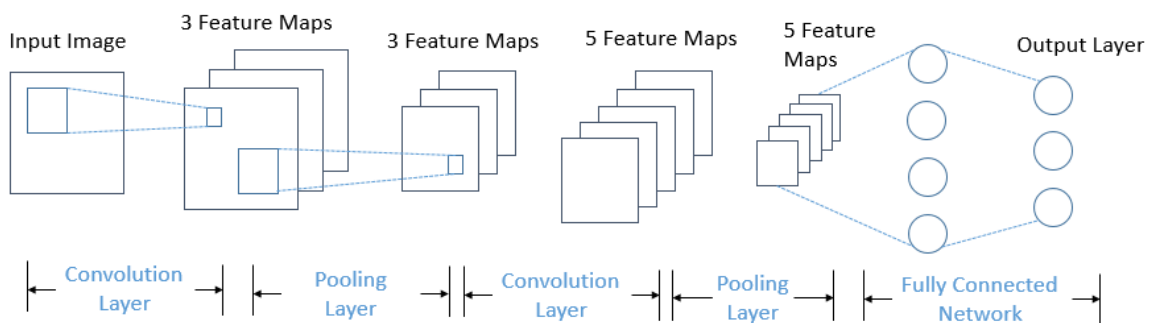 3 Feature Maps
Input Image
3 Feature Maps
5 Feature Maps
5 Feature
Maps
Output Layer
Convolution
Layer
Pooling
Layer
Convolution
Layer
Pooling
Layer
Fully Connected
Network